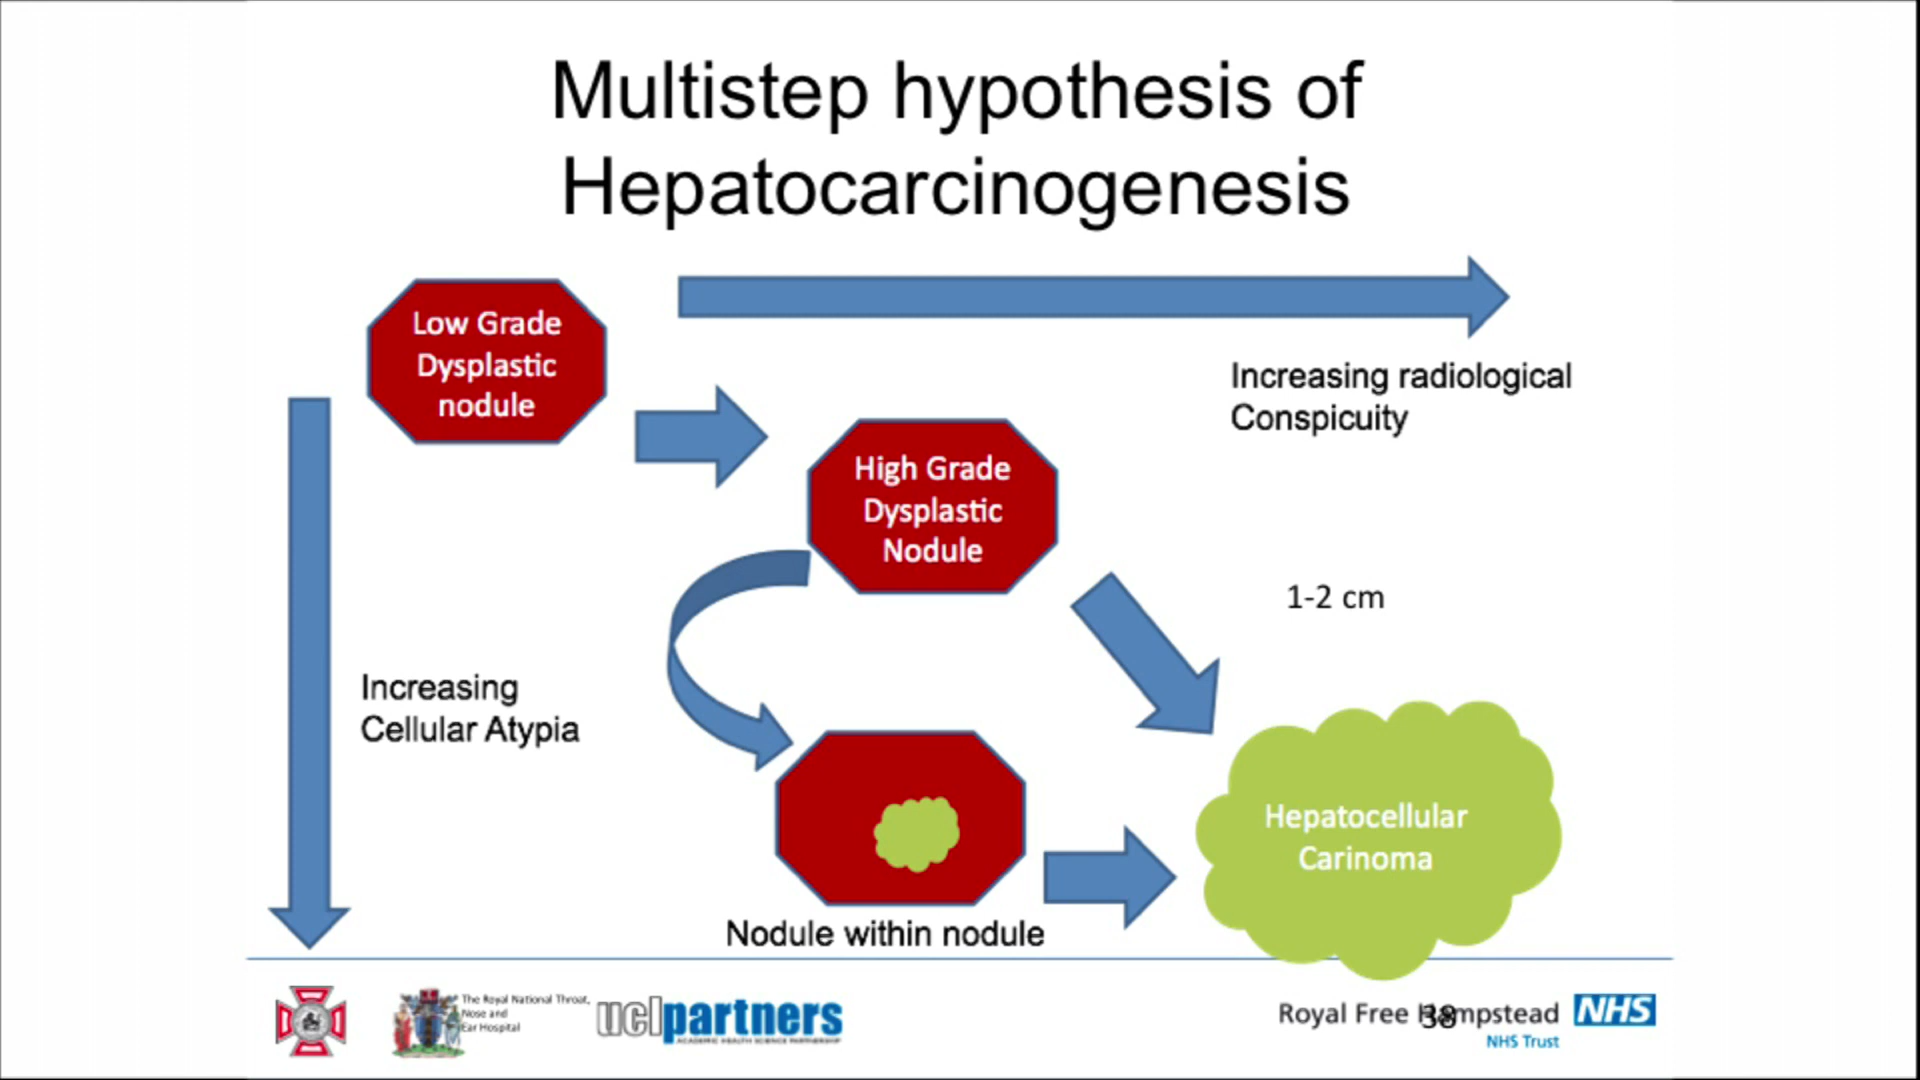 Multistep hypothesis of
Hepatocarcinogenesis
Low Grade
Dysplastic
nodule
Increasing radiological
Conspicuity
High Grade
Dysplastic
Nodule
1-2 cm
Increasing
Cellular Atypia
Hepatocellular
Carinoma
Nodule within nodule
The Royal National Throat,
Nose and
Ear Hospital
uclpartners
ACADEMIC HEALTH SCIENCE PARTNERSHIP
Royal Free Hampstead NHS
38
NHS Trust